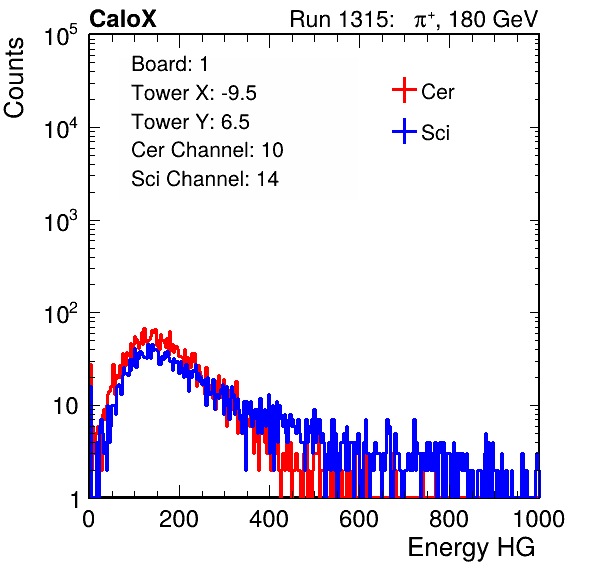 CaloX Run 1315: π⁺, 180 GeV
Counts
10⁵
10⁴
10³
10²
10
1
Board: 1
Tower X: -9.5
Tower Y: 6.5
Cer Channel: 10
Sci Channel: 14
Cer
Sci
0 200 400 600 800 1000
Energy HG